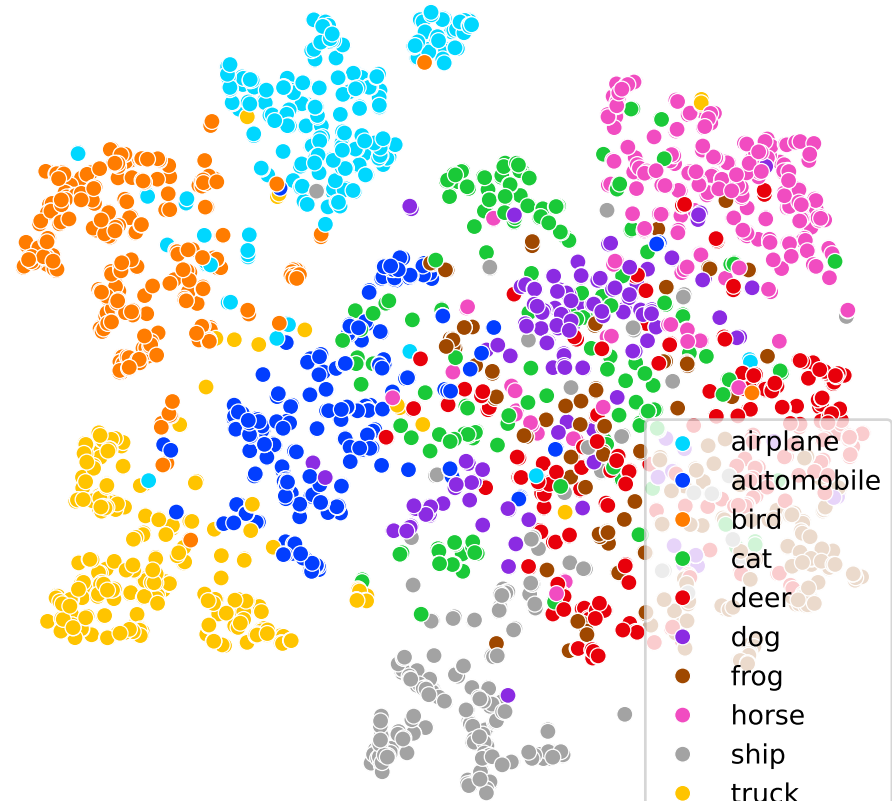 airplane
automobile
bird
cat
deer
dog
frog
horse
ship
truck